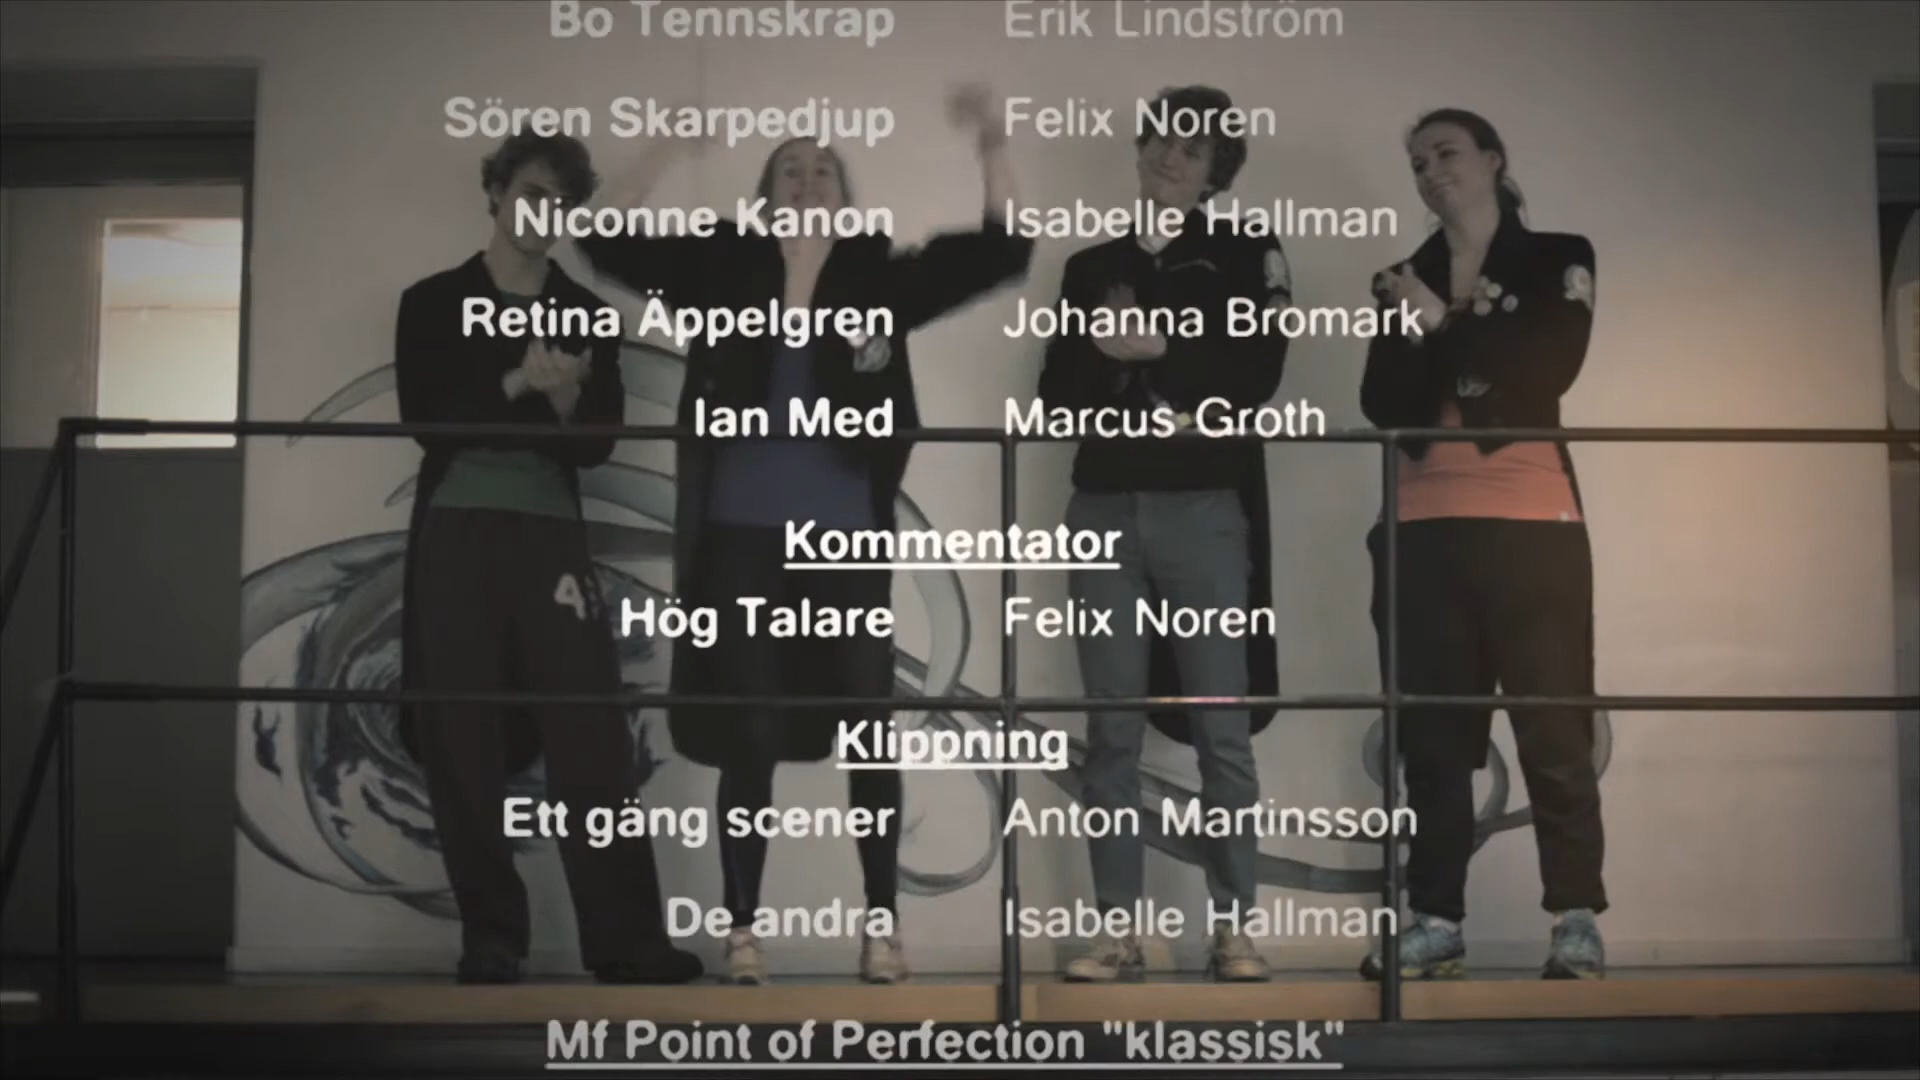 Bo Tennskrap Erik Lindström
Sören Skarpedjup Felix Noren
Niconne Kanon Isabelle Hallman
Retina Äppelgren Johanna Bromark
Ian Med Marcus Groth
Kommentator
Hög Talare Felix Noren
Klippning
Ett gäng scener Anton Martinsson
De andra Isabelle Hallman
Mf Point of Perfection "klassisk"
4